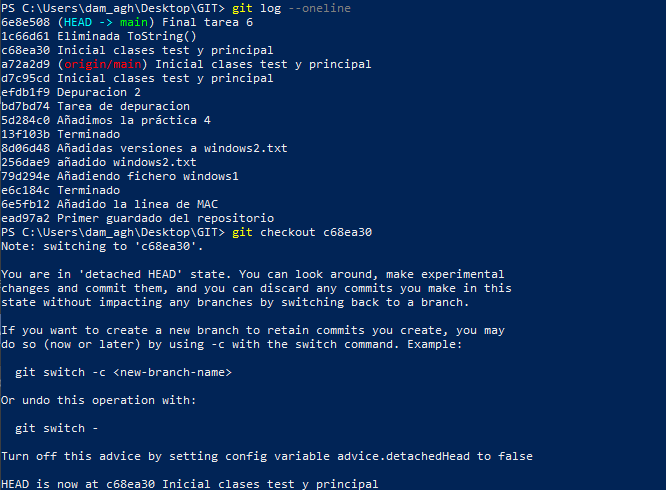 PS C:\Users\dam_agh\Desktop\GIT> git log --oneline
6e8e508 (HEAD -> main) Final tarea 6
1c66d61 Eliminada ToString()
c68ea30 Inicial clases test y principal
a72a2d9 (origin/main) Inicial clases test y principal
d7c95cd Inicial clases test y principal
efdb1f9 Depuracion 2
bd7bd74 Tarea de depuracion
5d284c0 Añadimos la práctica 4
13f103b Terminado
8d06d48 Añadidas versiones a windows2.txt
256dae9 añadido windows2.txt
79d294e Añadiendo fichero windows1
e6c184c Terminado
6e5fb12 Añadido la linea de MAC
ead97a2 Primer guardado del repositorio
PS C:\Users\dam_agh\Desktop\GIT> git checkout c68ea30
Note: switching to 'c68ea30'.

You are in 'detached HEAD' state. You can look around, make experimental
changes and commit them, and you can discard any commits you make in this
state without impacting any branches by switching back to a branch.

If you want to create a new branch to retain commits you create, you may
do so (now or later) by using -c with the switch command. Example:

  git switch -c <new-branch-name>

Or undo this operation with:

  git switch -

Turn off this advice by setting config variable advice.detachedHead to false

HEAD is now at c68ea30 Inicial clases test y principal